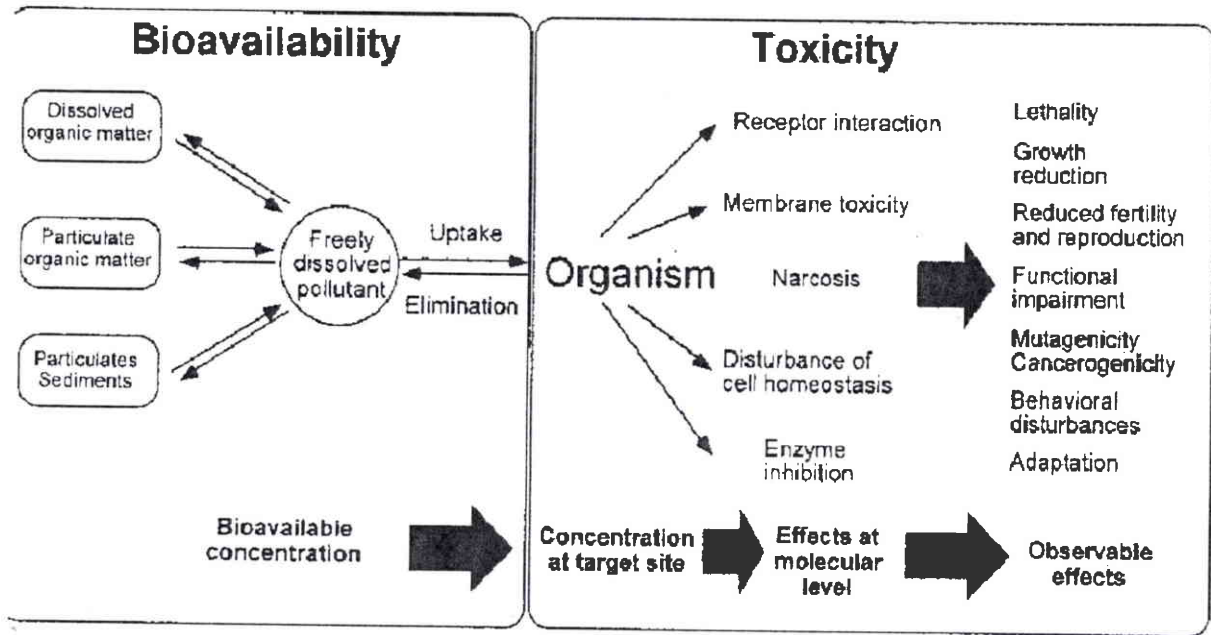 Bioavailability
Dissolved
organic matter
Particulate
organic matter
Particulates
Sediments
Freely
dissolved
pollutant
Uptake
Elimination
Bioavailable
concentration
Toxicity
Organism
Receptor interaction
Membrane toxicity
Narcosis
Disturbance of
cell homeostasis
Enzyme
inhibition
Lethality
Growth
reduction
Reduced fertility
and reproduction
Functional
impairment
Mutagenicity
Cancerogenicity
Behavioral
disturbances
Adaptation
Concentration
at target site
Effects at
molecular
level
Observable
effects